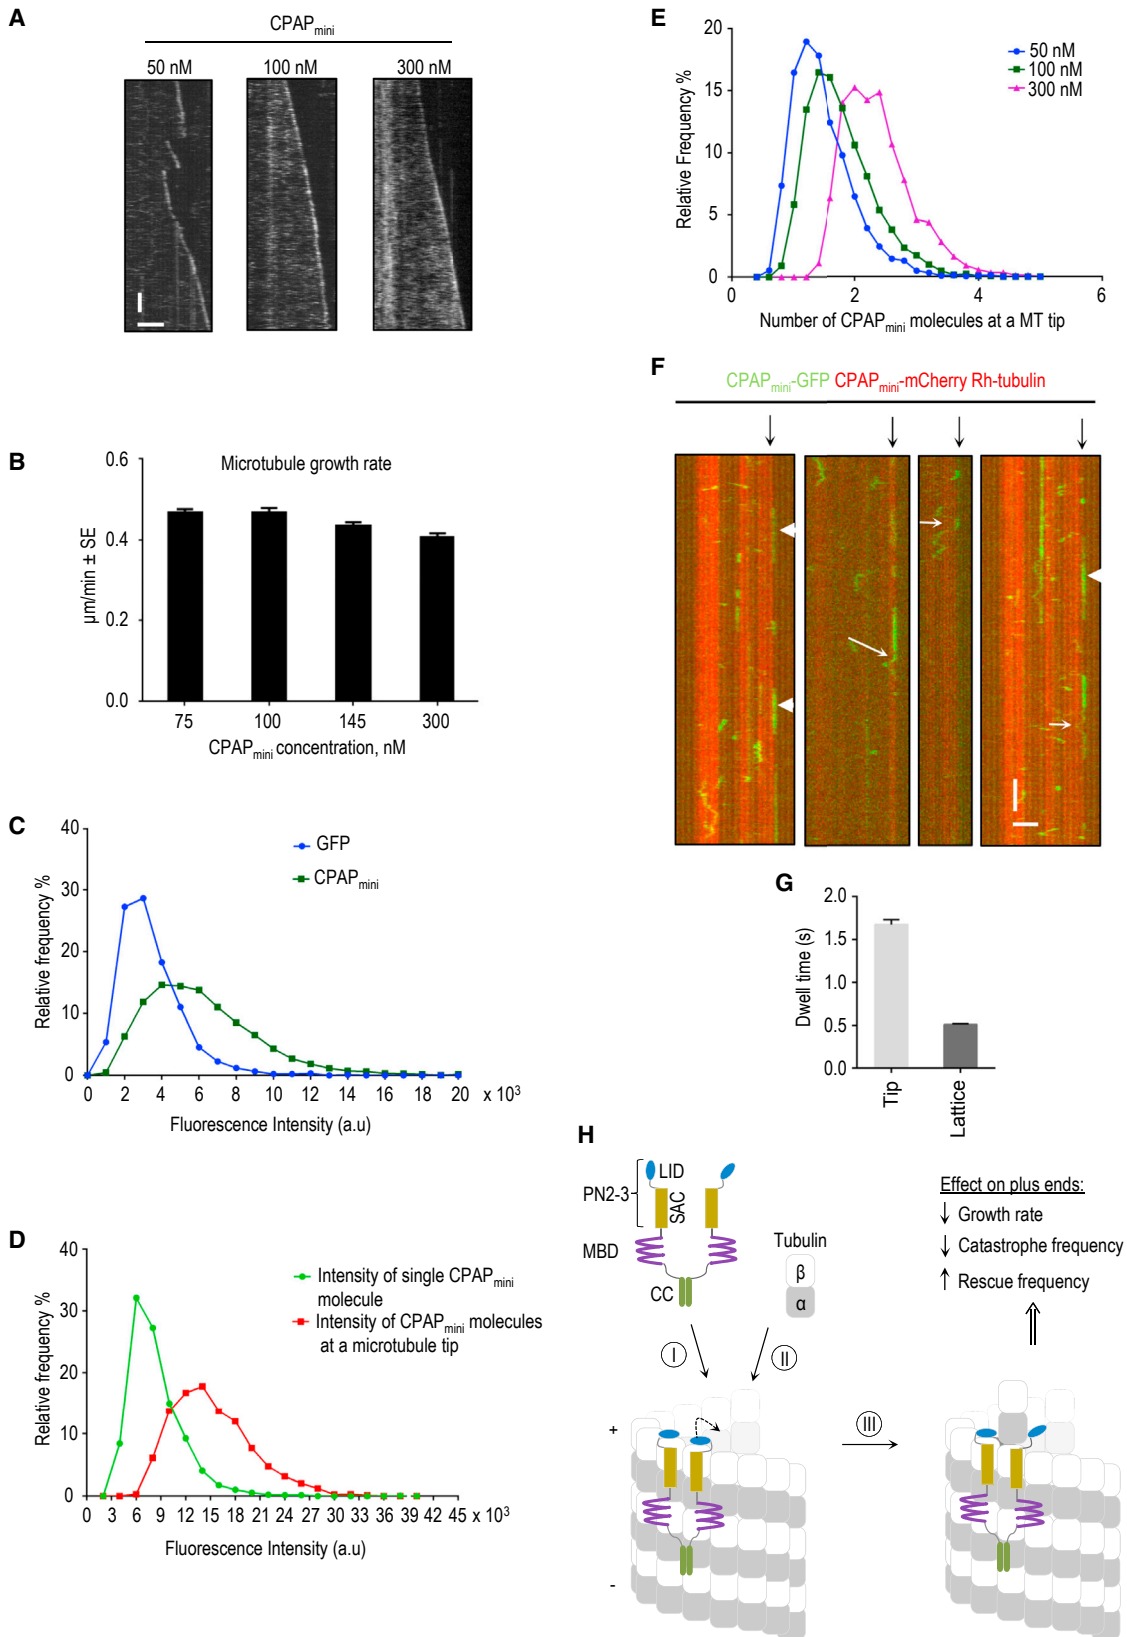 A
CPAPmini
50 nM 100 nM 300 nM
B
Microtubule growth rate
μm/min ± SE
0.6
0.4
0.2
0.0
75 100 145 300
CPAPmini concentration, nM
C
GFP
CPAPmini
Relative frequency %
40
30
20
10
0
0 2 4 6 8 10 12 14 16 18 20 x 10³
Fluorescence Intensity (a.u)
D
Intensity of single CPAPmini
molecule
Intensity of CPAPmini molecules
at a microtubule tip
Relative frequency %
40
30
20
10
0
0 3 6 9 12 15 18 21 24 27 30 33 36 39 42 45 x 10³
Fluorescence Intensity (a.u)
E
50 nM
100 nM
300 nM
Relative Frequency %
20
15
10
5
0
0 2 4 6
Number of CPAPmini molecules at a MT tip
F
CPAPmini-GFP CPAPmini-mCherry Rh-tubulin
G
Dwell time (s)
2.0
1.5
1.0
0.5
0.0
Tip
Lattice
H
PN2-3
LID
SAC
MBD
CC
Tubulin
β
α
I
II
III
+
-
Effect on plus ends:
↓ Growth rate
↓ Catastrophe frequency
↑ Rescue frequency